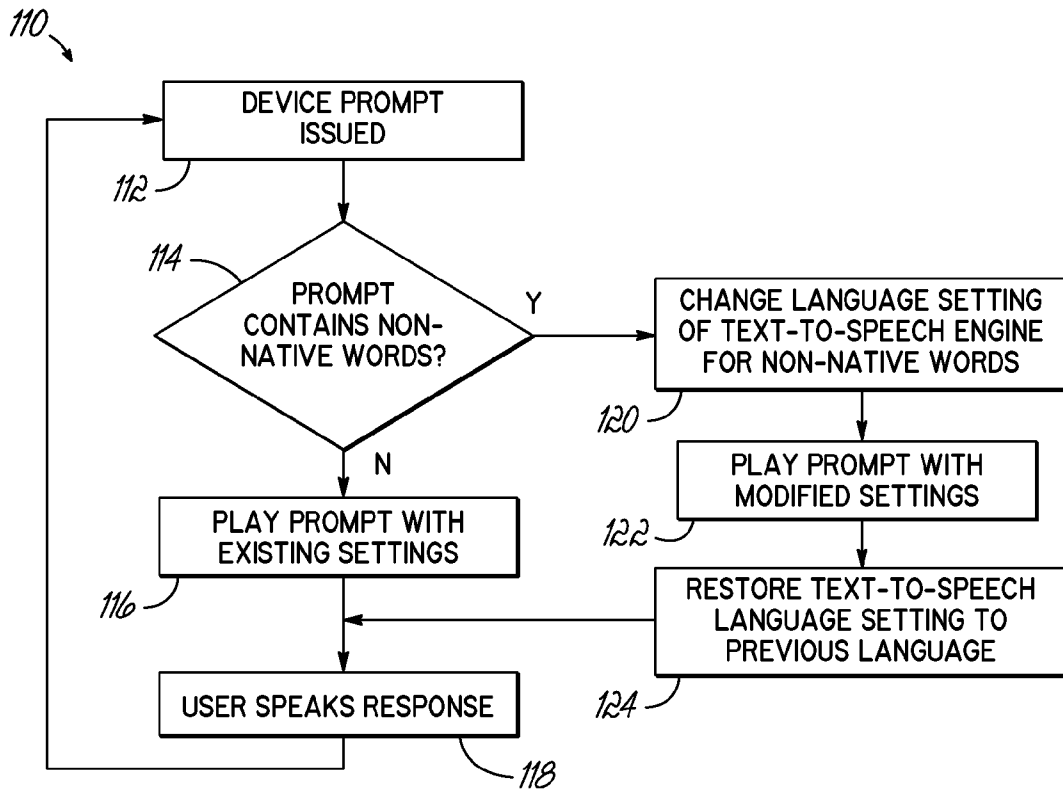 110
DEVICE PROMPT
ISSUED
112
114
PROMPT
CONTAINS NON-
NATIVE WORDS?
Y
CHANGE LANGUAGE SETTING
OF TEXT-TO-SPEECH ENGINE
FOR NON-NATIVE WORDS
120
N
PLAY PROMPT WITH
MODIFIED SETTINGS
122
PLAY PROMPT WITH
EXISTING SETTINGS
116
RESTORE TEXT-TO-SPEECH
LANGUAGE SETTING TO
PREVIOUS LANGUAGE
124
USER SPEAKS RESPONSE
118